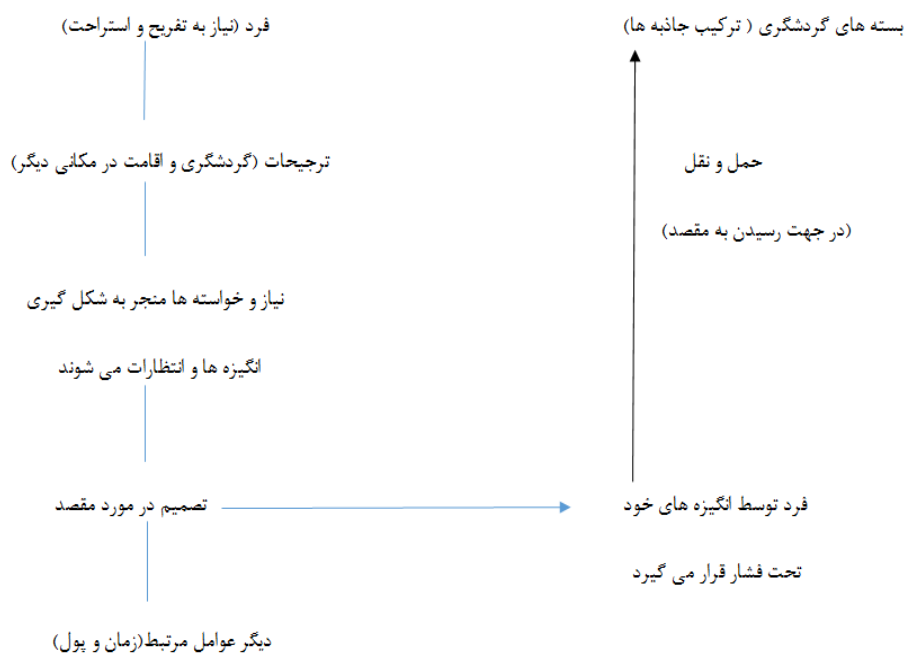 فرد (نیاز به تفریح و استراحت)
ترجیحات (گردشگری و اقامت در مکانی دیگر)
نیاز و خواسته ها منجر به شکل گیری
انگیزه ها و انتظارات می شوند
تصمیم در مورد مقصد
دیگر عوامل مرتبط(زمان و پول)
فرد توسط انگیزه های خود
تحت فشار قرار می گیرد
حمل و نقل
(در جهت رسیدن به مقصد)
بسته های گردشگری ( ترکیب جاذبه ها)